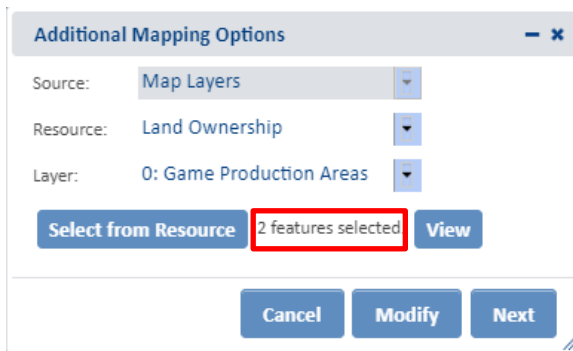 Additional Mapping Options
Source: Map Layers
Resource: Land Ownership
Layer: 0: Game Production Areas
Select from Resource 2 features selected. View
Cancel Modify Next